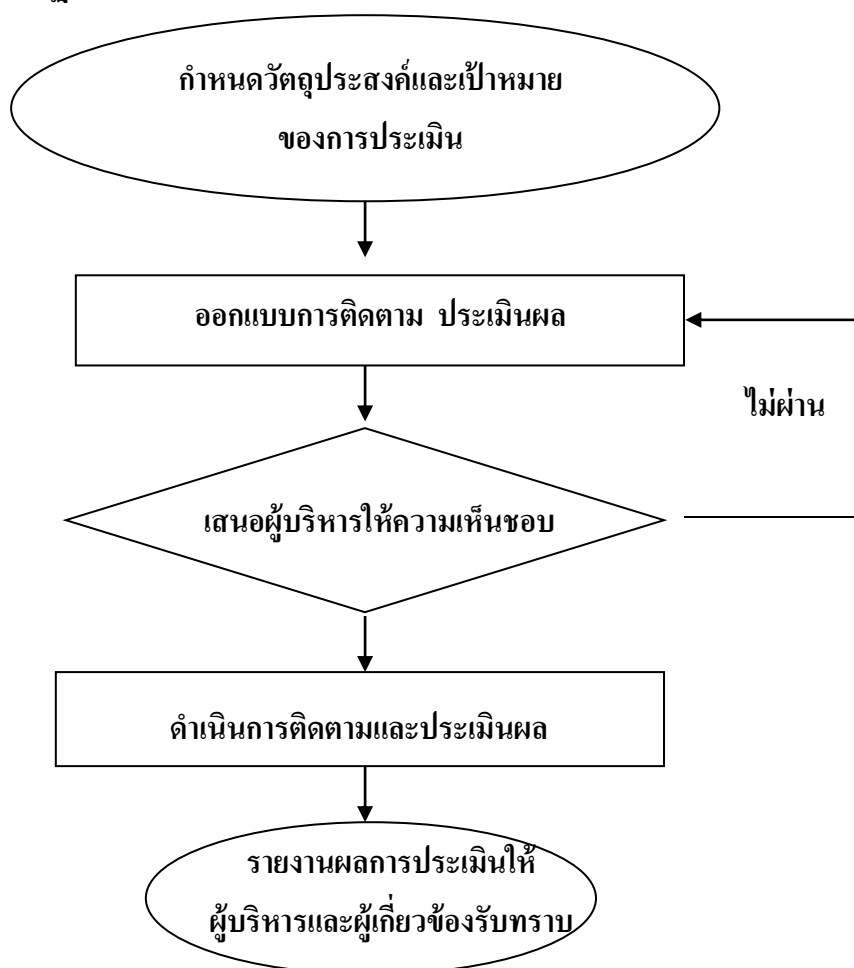 กำหนดวัตถุประสงค์และเป้าหมาย
ของการประเมิน
ออกแบบการติดตาม ประเมินผล
ไม่ผ่าน
เสนอผู้บริหารให้ความเห็นชอบ
ดำเนินการติดตามและประเมินผล
รายงานผลการประเมินให้
ผู้บริหารและผู้เกี่ยวข้องรับทราบ